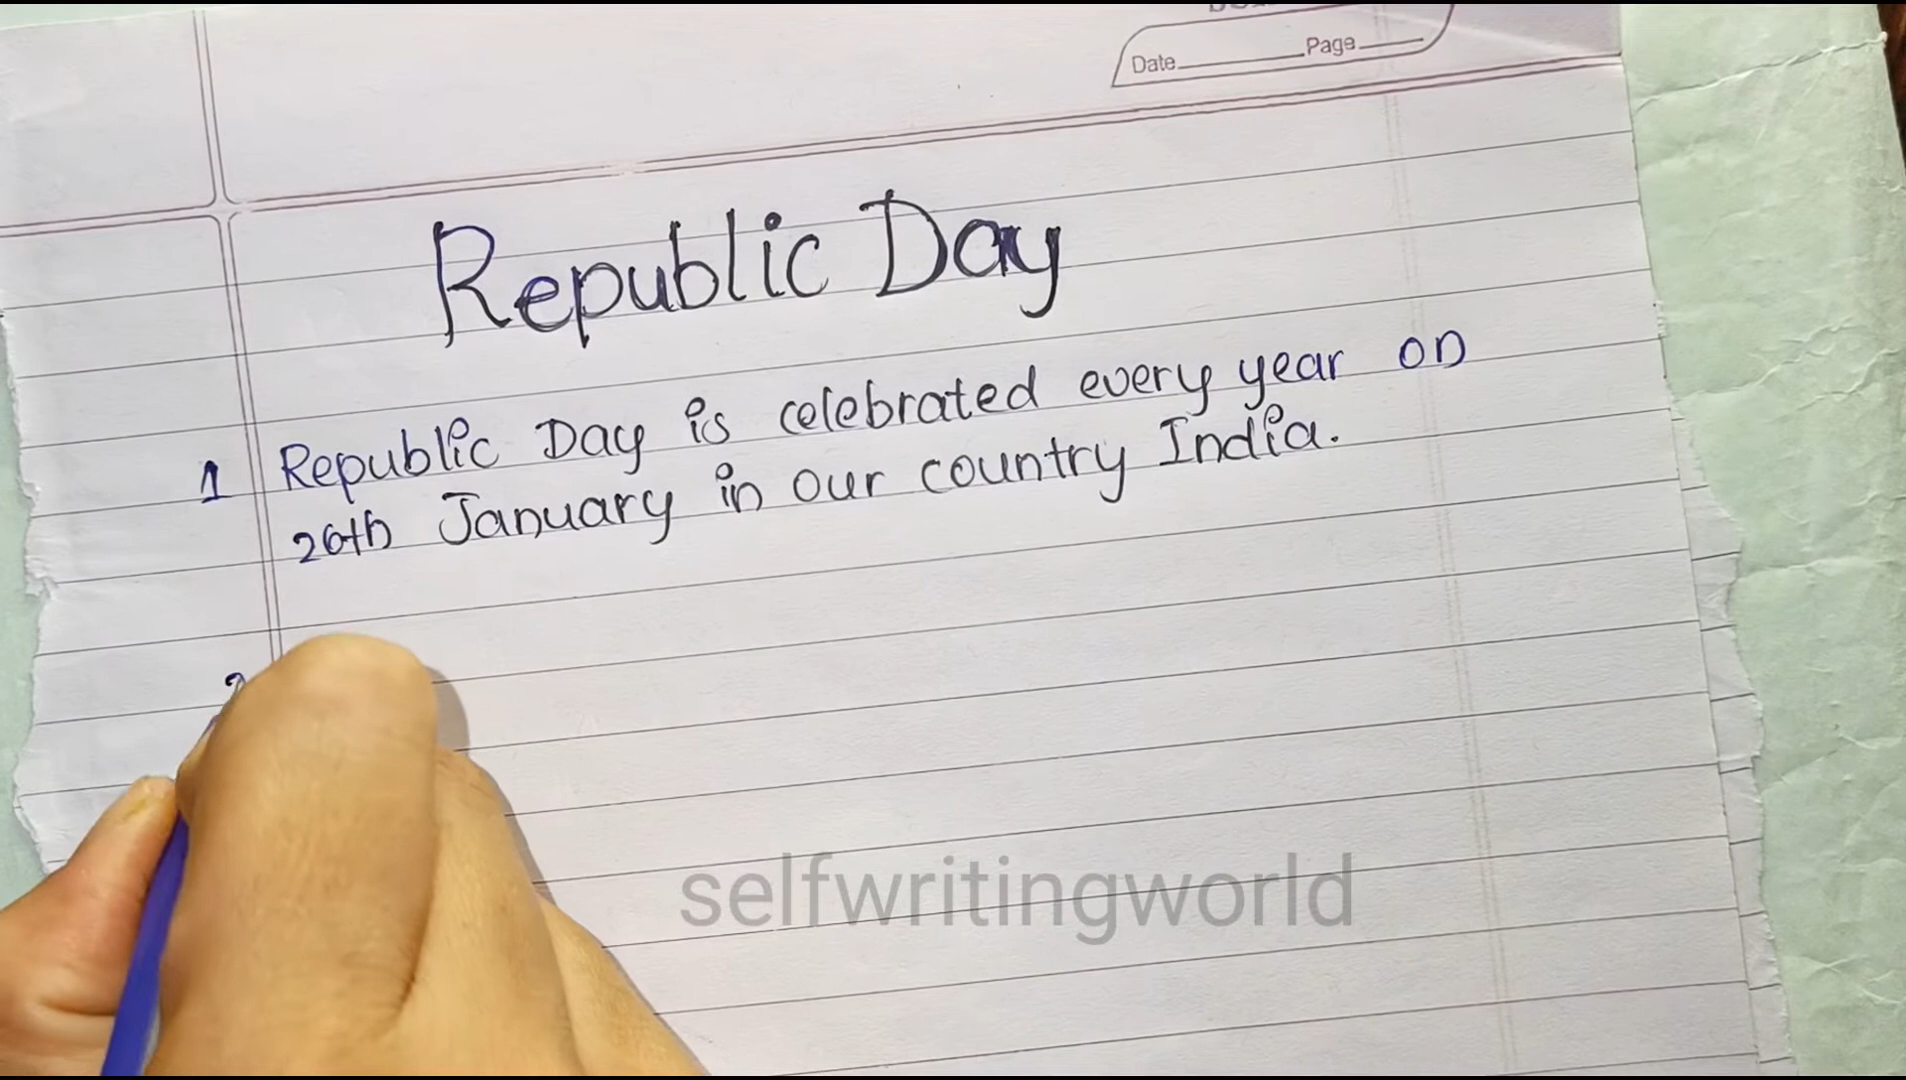 Date Page
Republic Day
1 Republic Day is celebrated every year on
26th January in our country India.
2
selfwritingworld